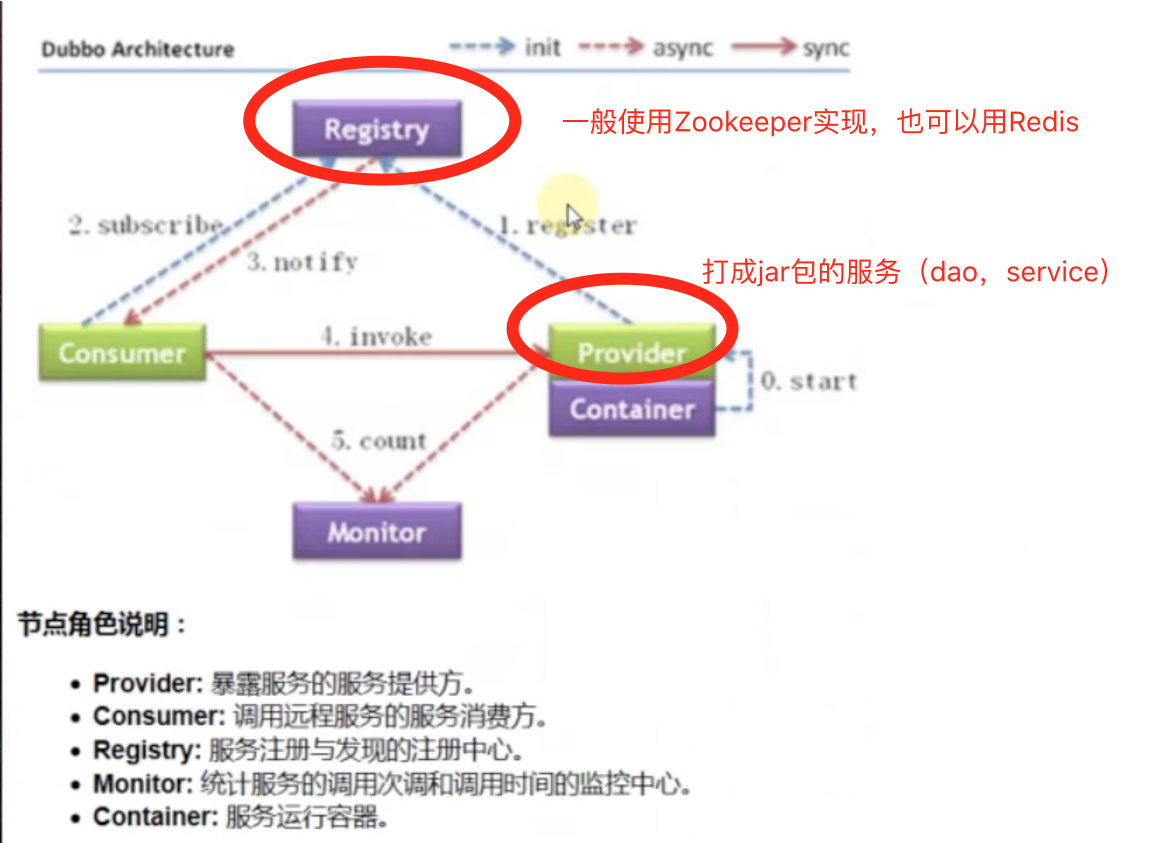 Dubbo Architecture init async sync
Registry
一般使用Zookeeper实现，也可以用Redis
2. subscribe
1. register
3. notify
打成jar包的服务（dao，service）
4. invoke
Consumer
Provider
0. start
Container
5. count
Monitor
节点角色说明：
• Provider: 暴露服务的服务提供方。
• Consumer: 调用远程服务的服务消费方。
• Registry: 服务注册与发现的注册中心。
• Monitor: 统计服务的调用次调和调用时间的监控中心。
• Container: 服务运行容器。